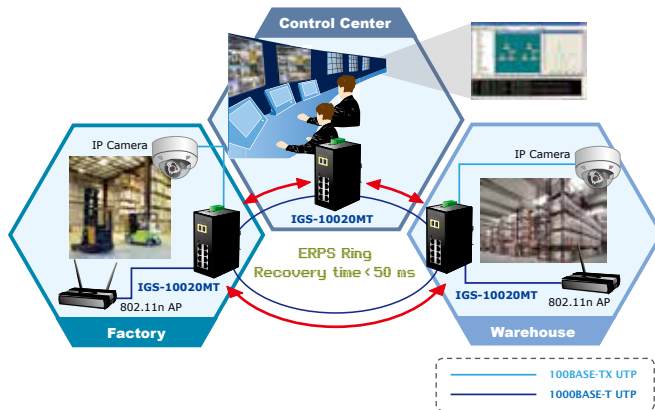 Control Center
IP Camera
IP Camera
IGS-10020MT
ERPS Ring
Recovery time < 50 ms
IGS-10020MT
802.11n AP
IGS-10020MT
802.11n AP
Factory
Warehouse
100BASE-TX UTP
1000BASE-T UTP